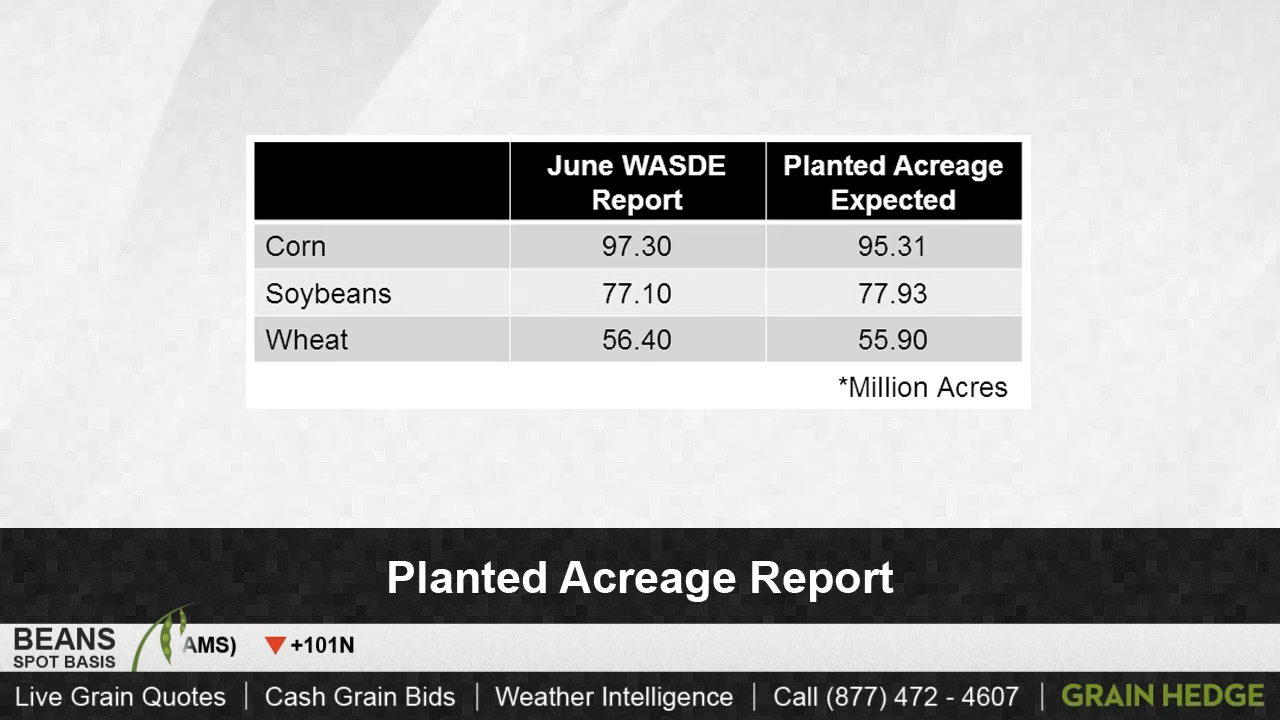 June WASDE Planted Acreage
Report Expected
Corn 97.30 95.31
Soybeans 77.10 77.93
Wheat 56.40 55.90
*Million Acres
Planted Acreage Report
BEANS
SPOT BASIS
AMS) +101N
Live Grain Quotes | Cash Grain Bids | Weather Intelligence | Call (877) 472 - 4607 | GRAIN HEDGE